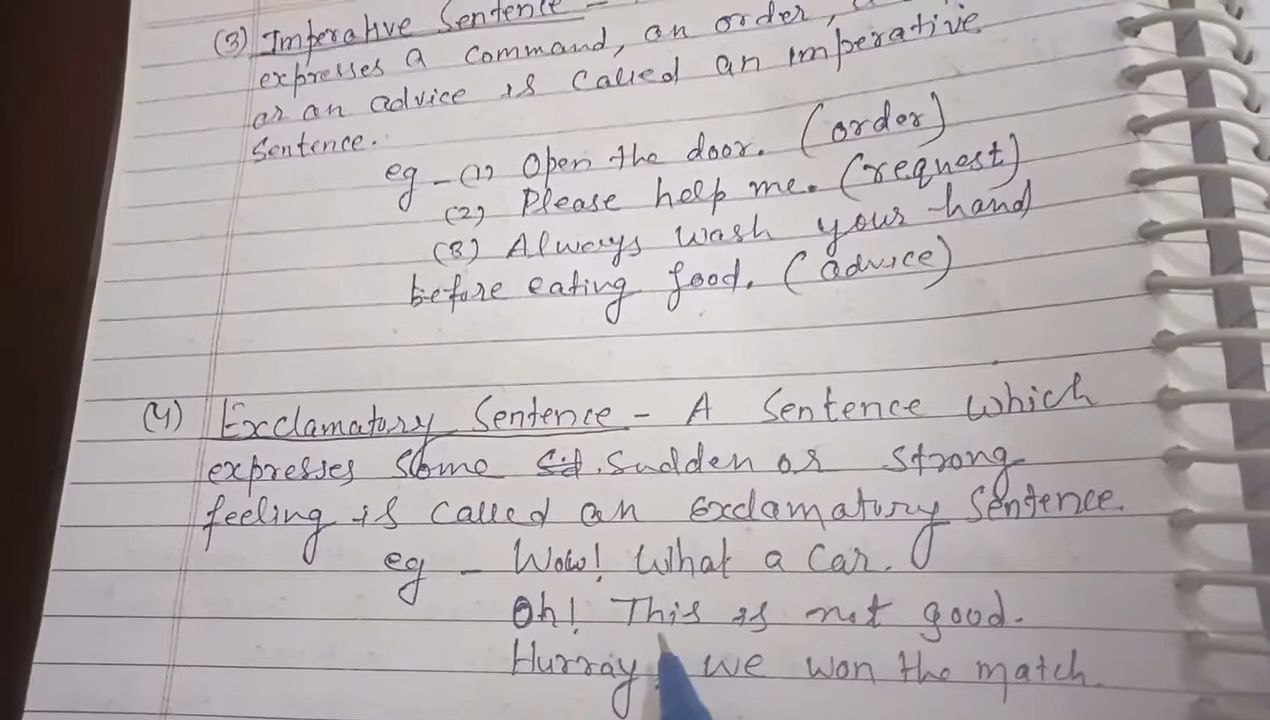 (3) Imperative Sentence -
expresses a command, an order,
or an advice is called an imperative
Sentence.
eg - (1) Open the door. (order)
(2) Please help me. (request)
(3) Always wash your hand
before eating food. (advice)
(4) Exclamatory Sentence - A Sentence which
expresses some sudden or strong
feeling is called an Exclamatory Sentence.
eg - Wow! What a Car.
Oh! This is not good.
Hurray! we won the match.